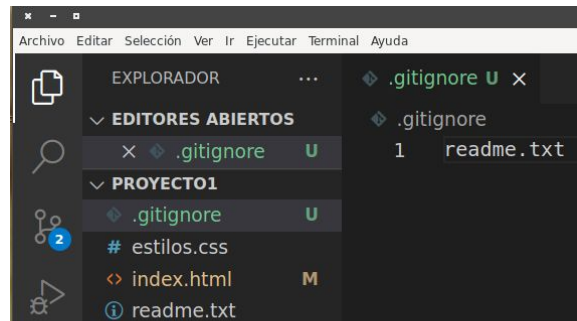 Archivo Editar Selección Ver Ir Ejecutar Terminal Ayuda
EXPLORADOR ...
EDITORES ABIERTOS
.gitignore U
PROYECTO1
.gitignore U
# estilos.css
<> index.html M
readme.txt
2
.gitignore U
.gitignore
1 readme.txt